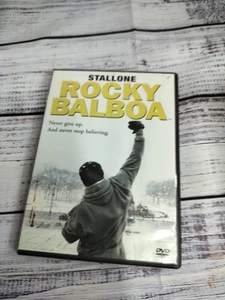 STALLONE
ROCKY
BALBOA
Never give up.
And never stop believing.
DVD